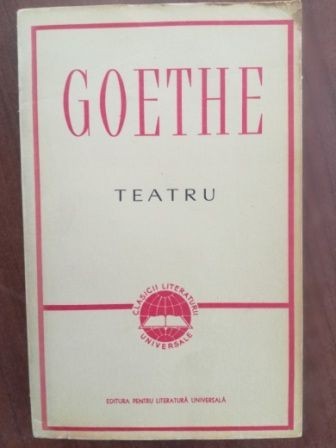 GOETHE
TEATRU
CLASICII LITERATURII
UNIVERSALE
EDITURA PENTRU LITERATURĂ UNIVERSALĂ